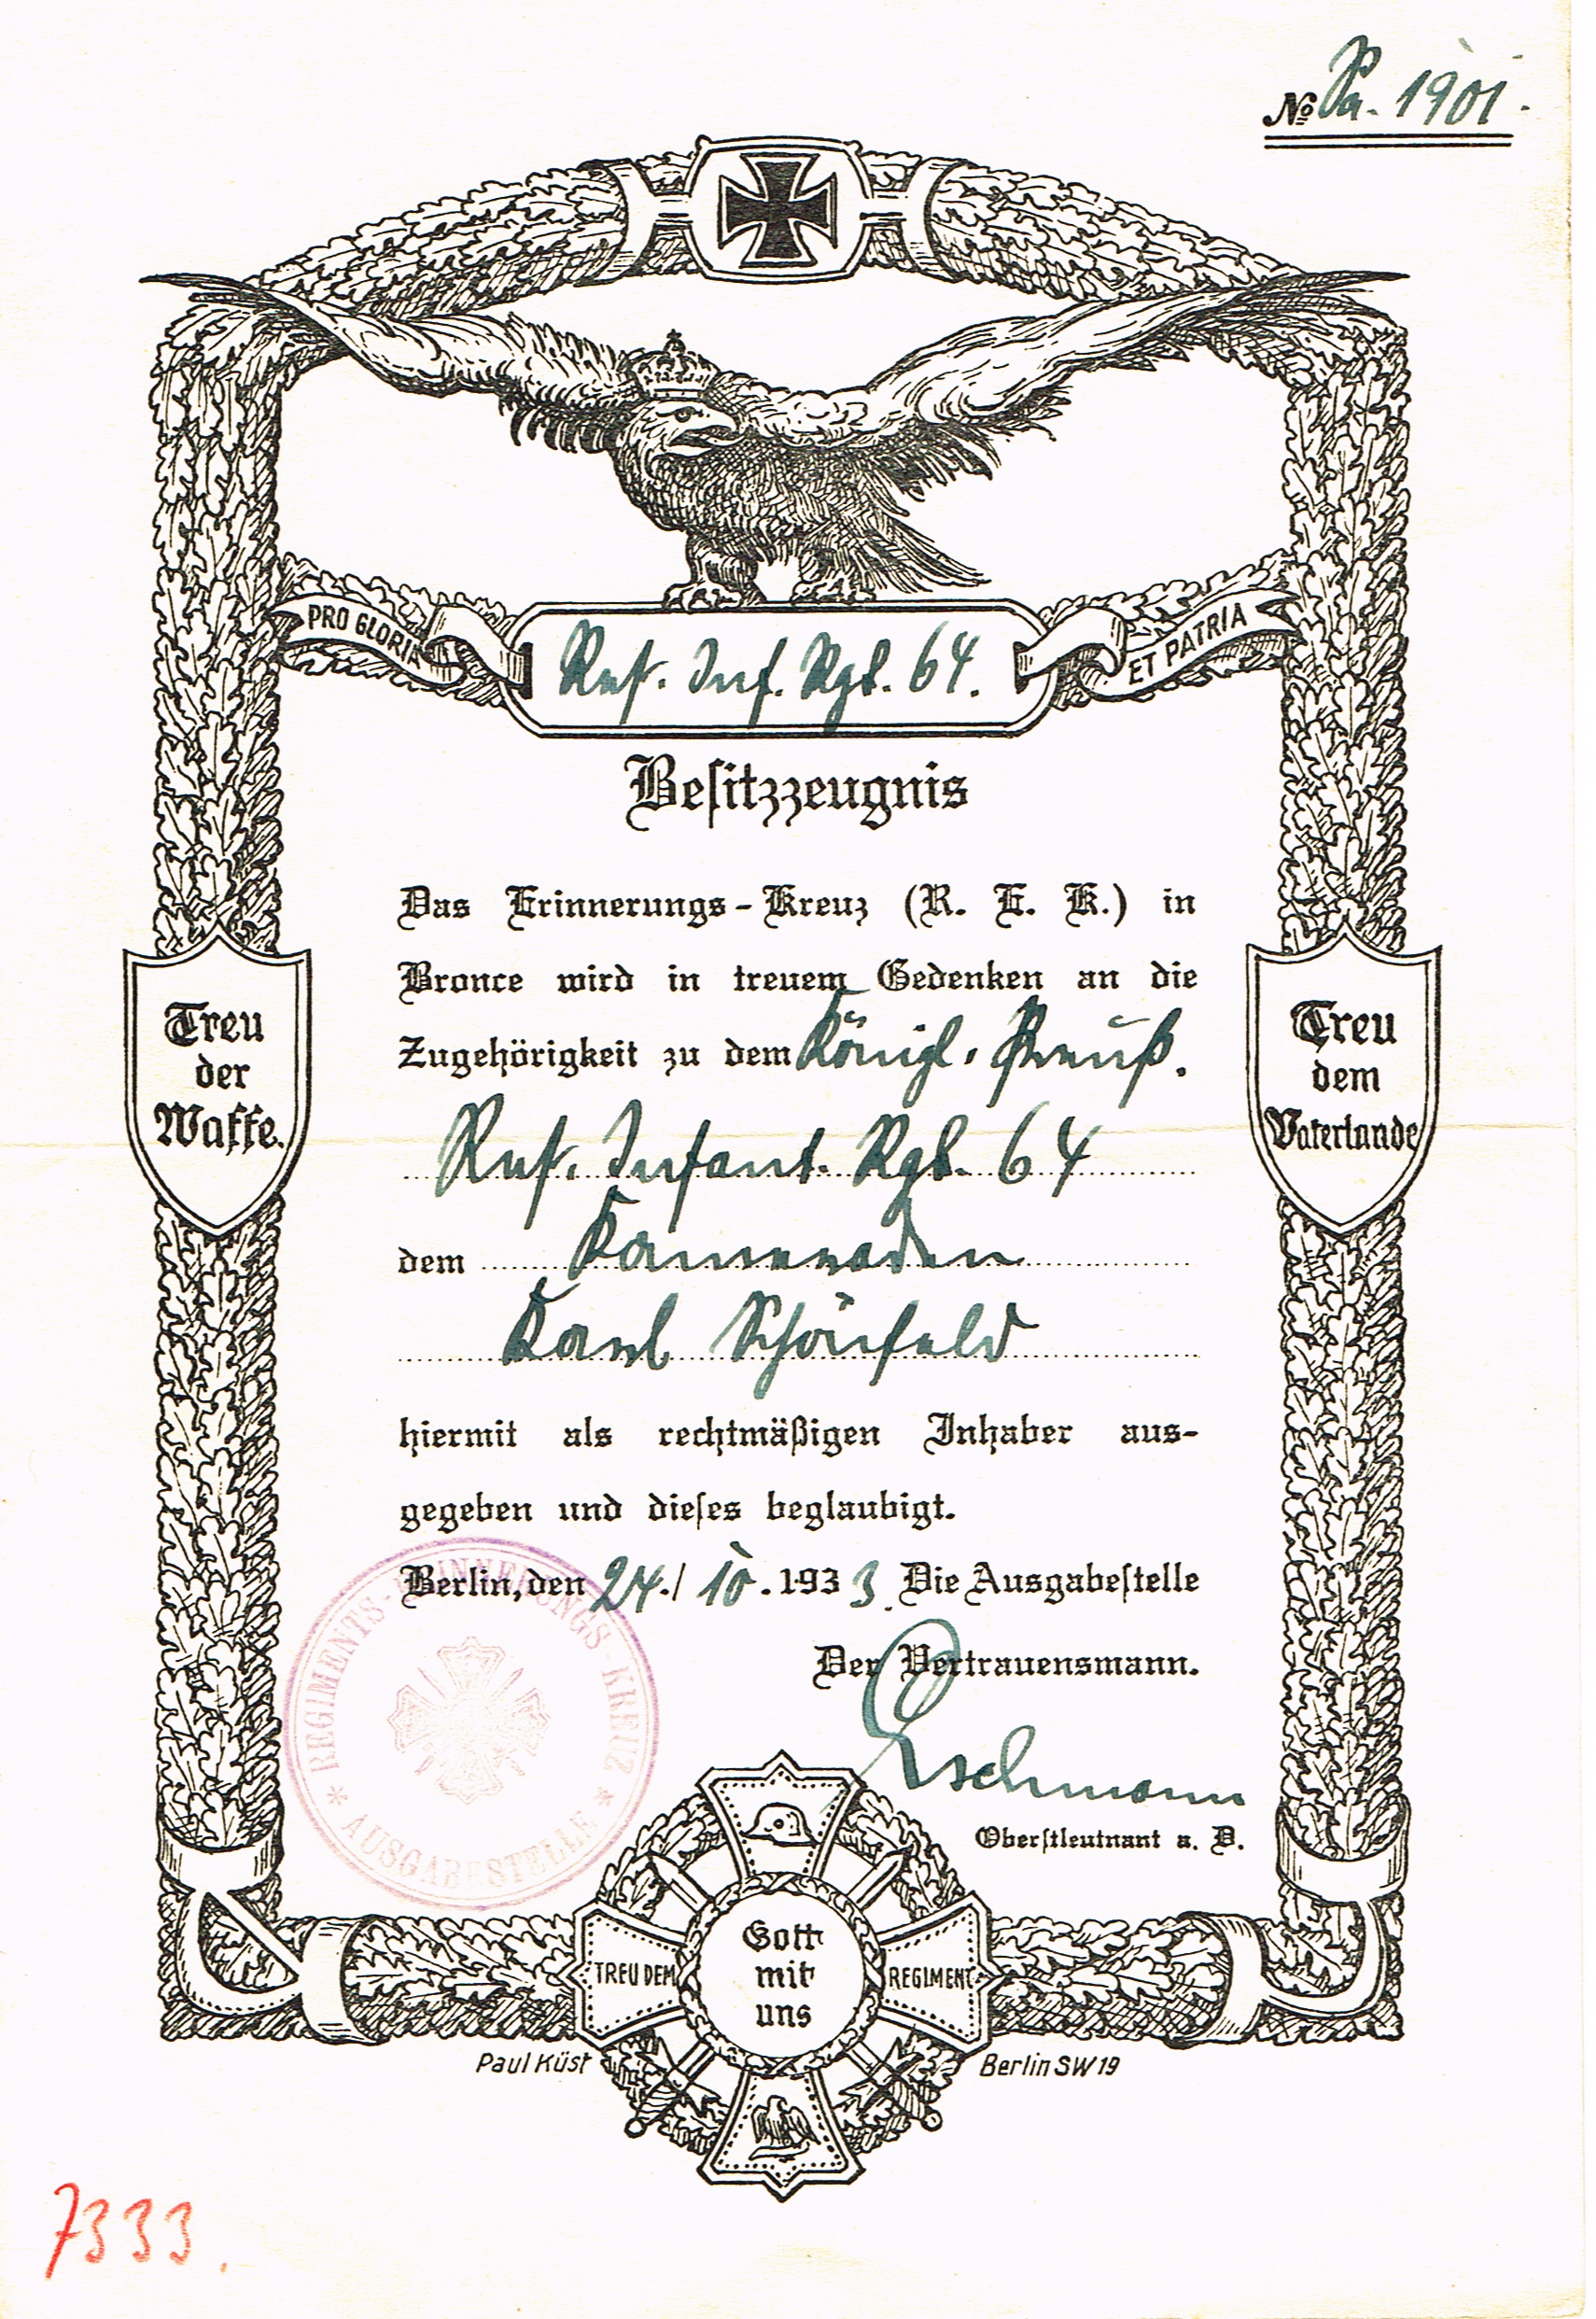 No Pa. 1901.
PRO GLORIA
ET PATRIA
Res. Inf. Rgt. 64.
Besitzzeugnis
Das Erinnerungs-Kreuz (R. E. K.) in
Bronce wird in treuem Gedenken an die
Zugehörigkeit zu dem Königl. Preuß.
Res. Infant. Rgt. 64
dem Kameraden
Karl Schönfeld
hiermit als rechtmäßigen Inhaber aus-
gegeben und dieses beglaubigt.
Berlin, den 24./10.1933. Die Ausgabestelle
Der Vertrauensmann.
Eschmann
Oberstleutnant a. D.
Treu
der
Waffe.
Treu
dem
Vaterlande
REGIMENTS-ERINNERUNGS-KREUZ
* AUSGABESTELLE *
TREU DEM
Gott
mit
uns
REGIMENT
Paul Küst
Berlin SW 19
7333.